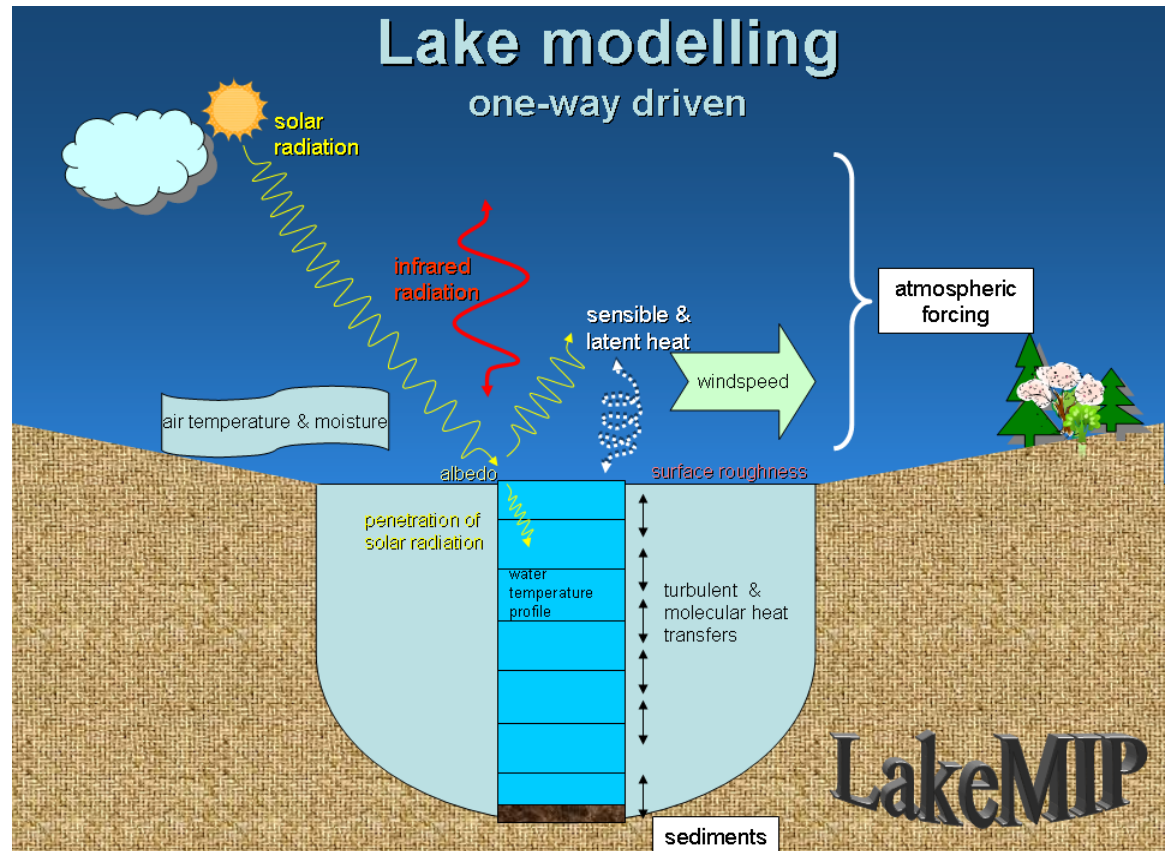 Lake modelling
one-way driven
solar
radiation
infrared
radiation
sensible &
latent heat
atmospheric
forcing
windspeed
air temperature & moisture
albedo
surface roughness
penetration of
solar radiation
water
temperature
profile
turbulent &
molecular heat
transfers
LakeMIP
sediments